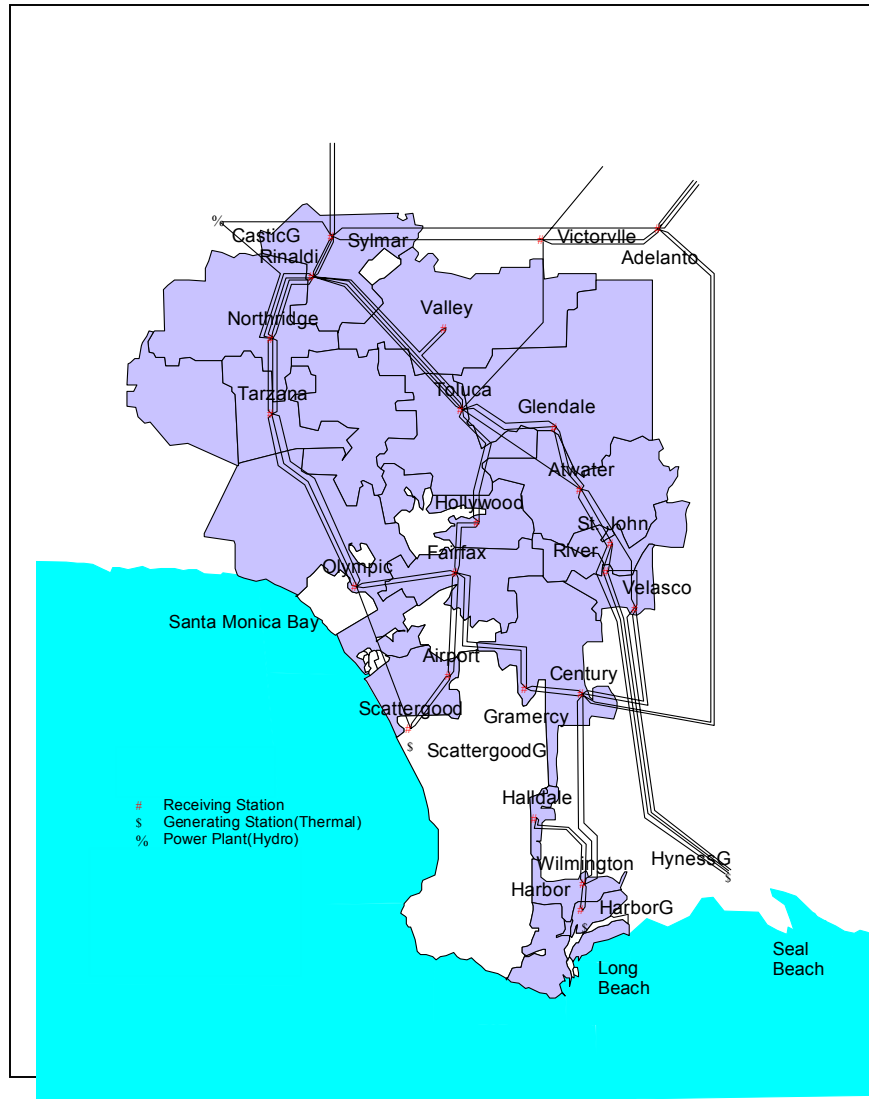 %
CasticG
Sylmar
Victorvlle
Adelanto
Rinaldi
Northridge
Valley
Tarzana
Toluca
Glendale
Atwater
Hollywood
St John
Fairfax
River
Olympic
Velasco
Santa Monica Bay
Airport
Century
Scattergood
Gramercy
$
ScattergoodG
# Receiving Station
$ Generating Station(Thermal)
% Power Plant(Hydro)
Halldale
Wilmington
HynessG
$
Harbor
HarborG
$
Long
Beach
Seal
Beach